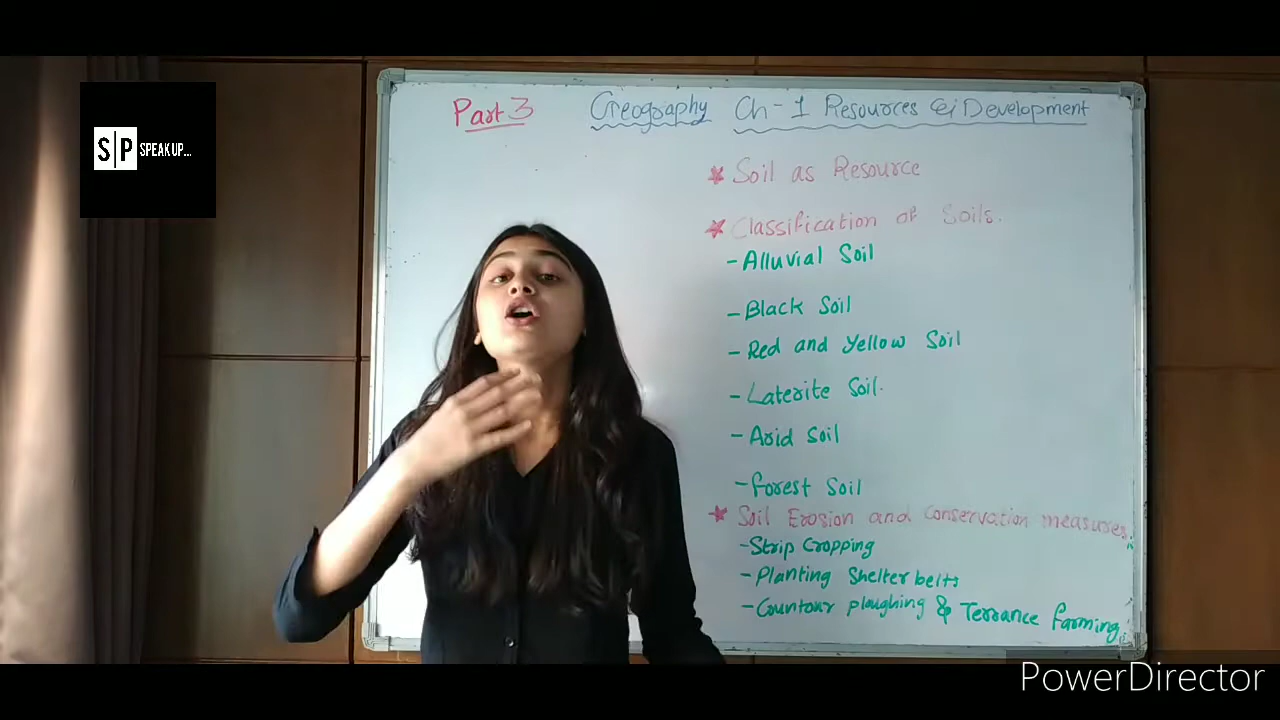 S|P SPEAK UP...
Part 3 Geography Ch-1 Resources & Development
* Soil as Resource
* Classification of Soils.
- Alluvial Soil
- Black Soil
- Red and Yellow Soil
- Laterite Soil.
- Arid Soil
- Forest Soil
* Soil Erosion and Conservation measures.
- Strip Cropping
- Planting Shelter belts
- Countour ploughing & Terrance farming
PowerDirector